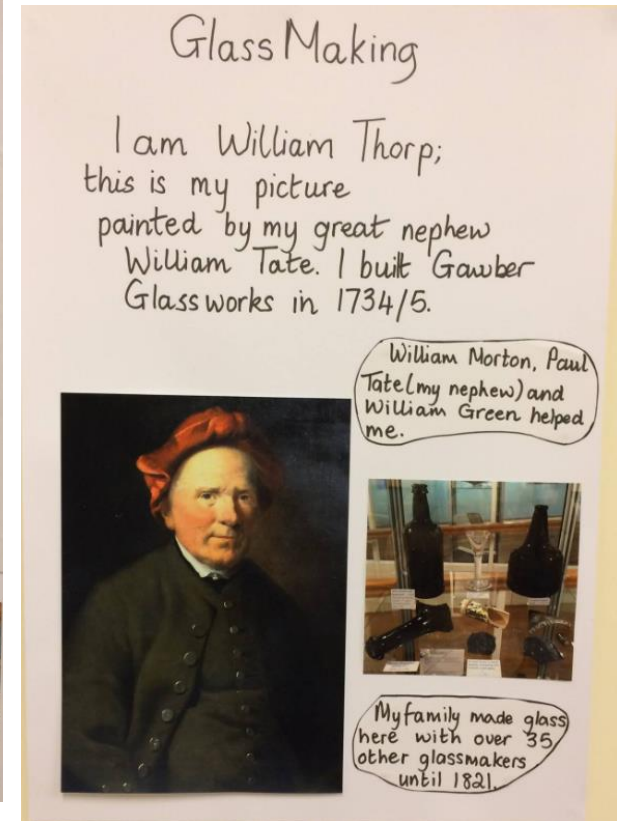 Glass Making
I am William Thorp;
this is my picture
painted by my great nephew
William Tate. I built Gawber
Glassworks in 1734/5.
William Morton, Paul
Tate (my nephew) and
William Green helped
me.
My family made glass
here with over 35
other glassmakers
until 1821.